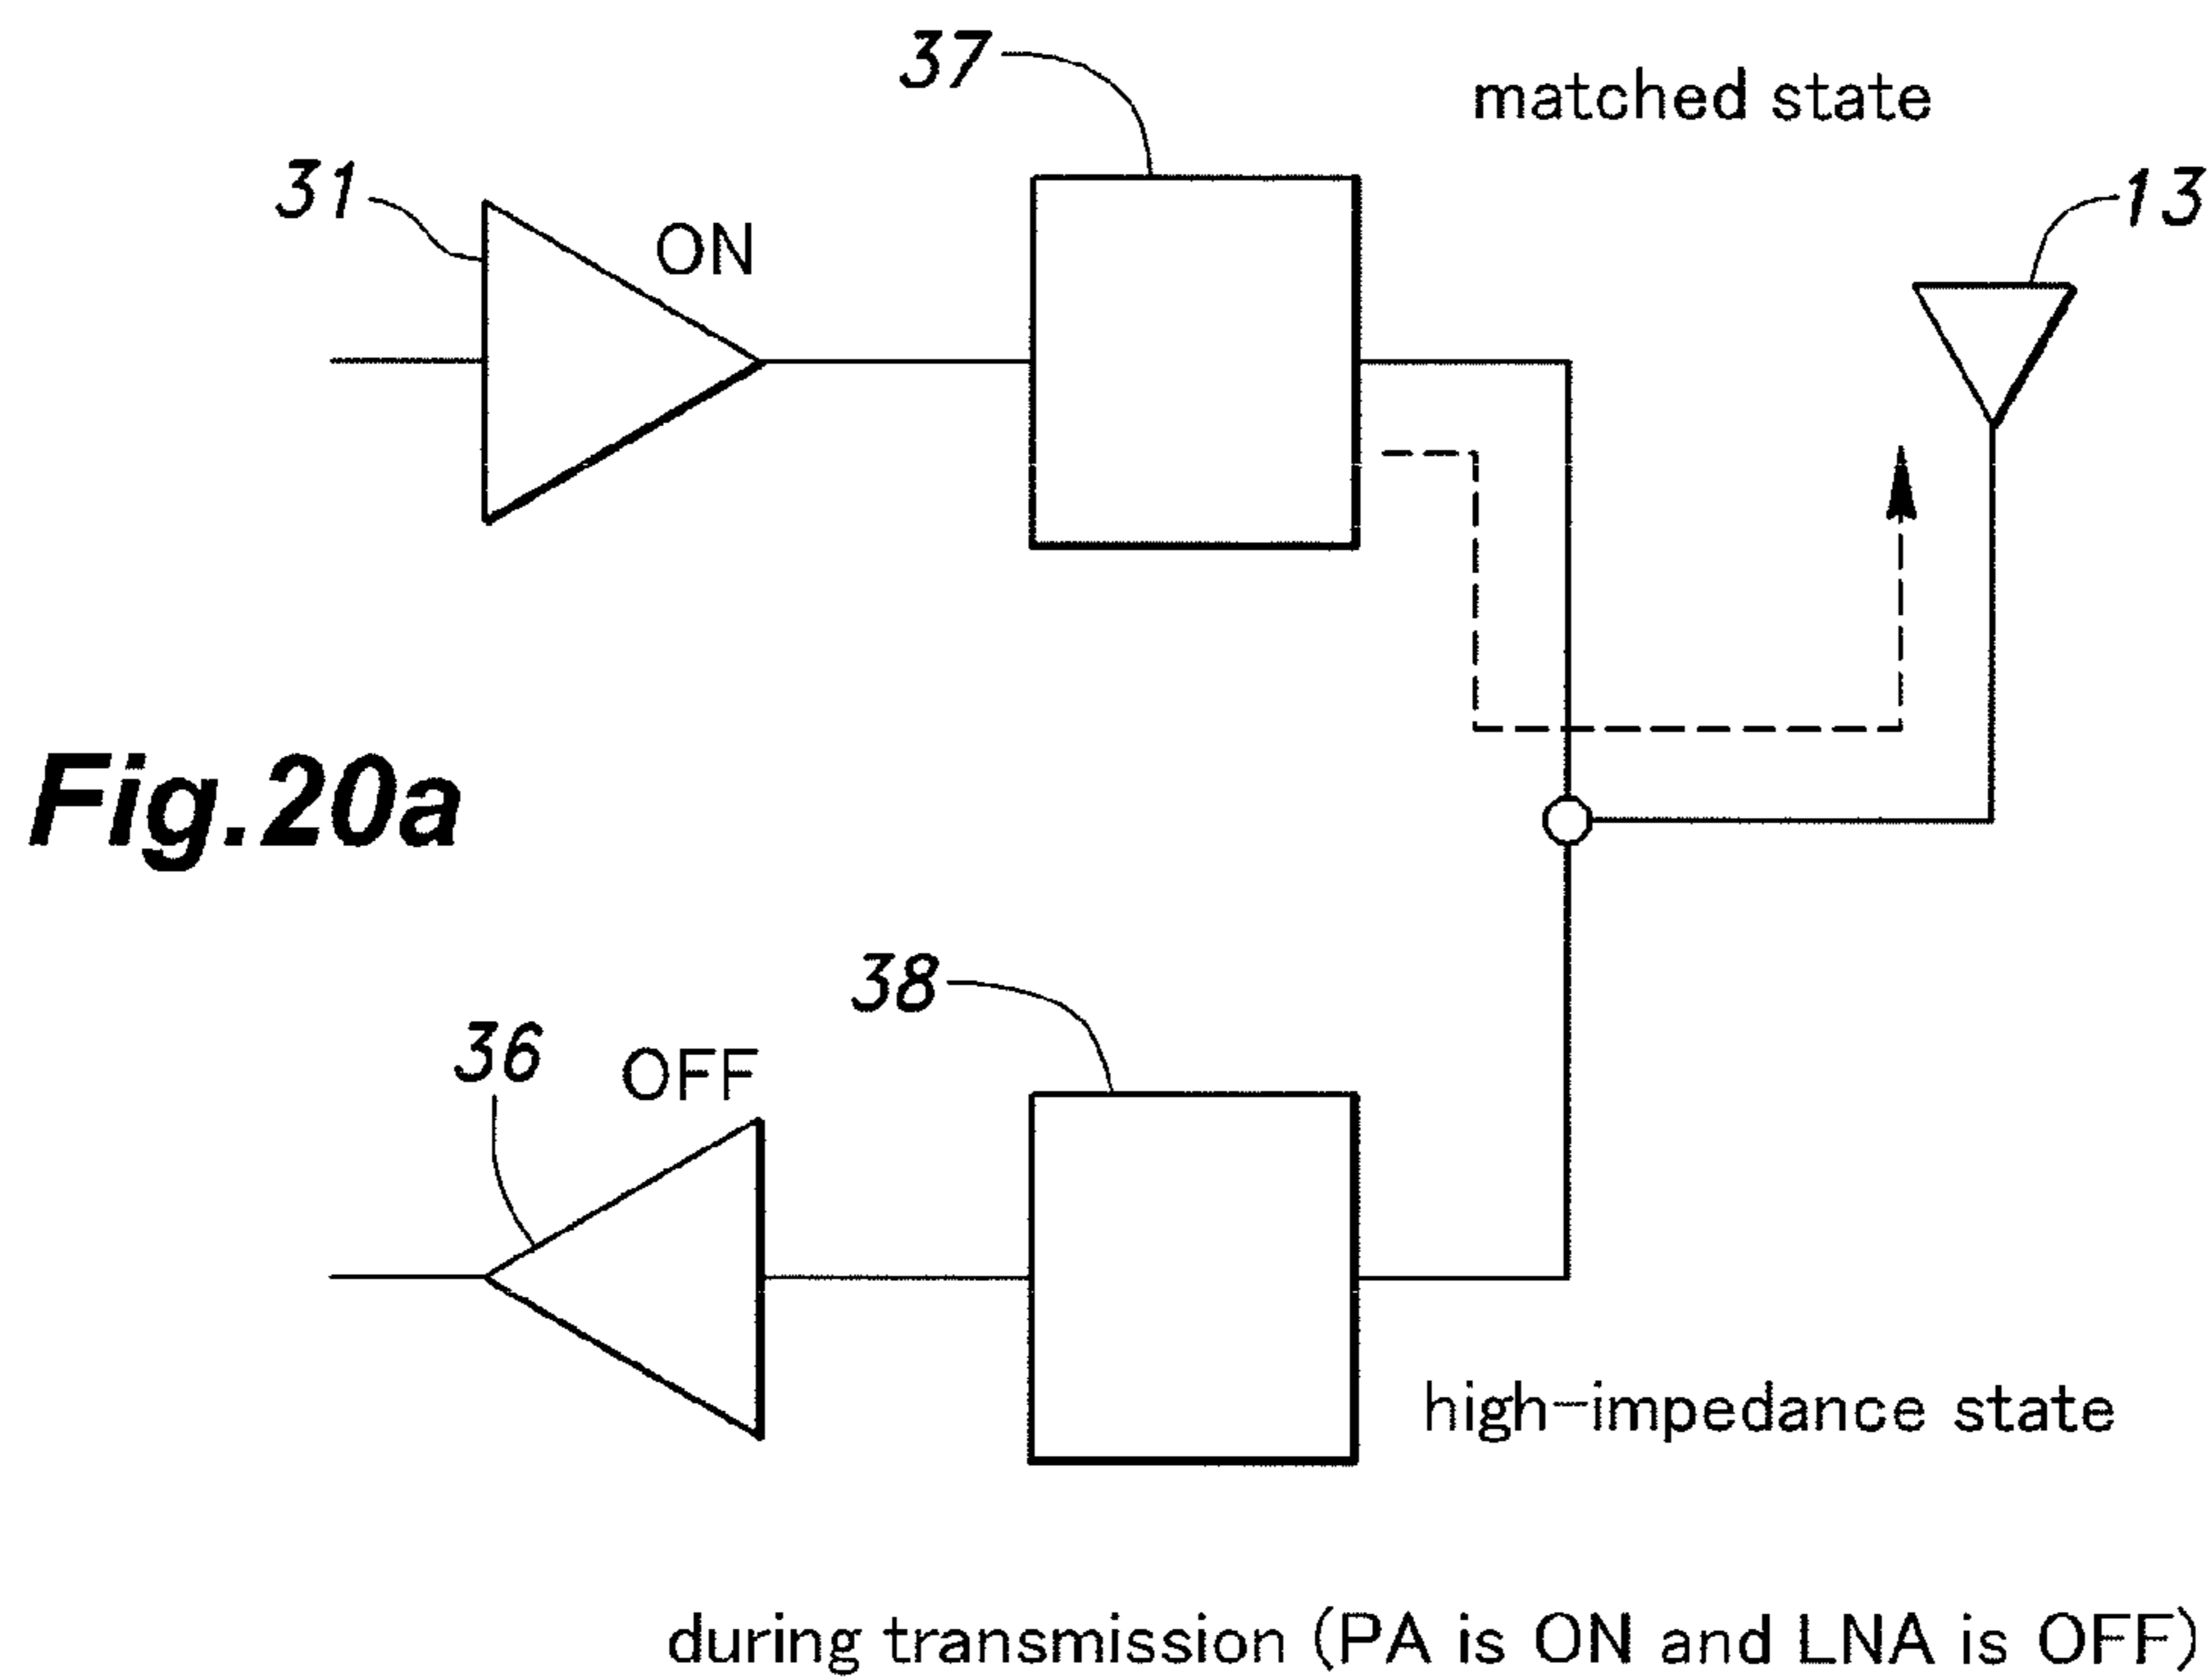 37
matched state
31
ON
13
Fig.20a
38
36
OFF
high-impedance state
during transmission (PA is ON and LNA is OFF)